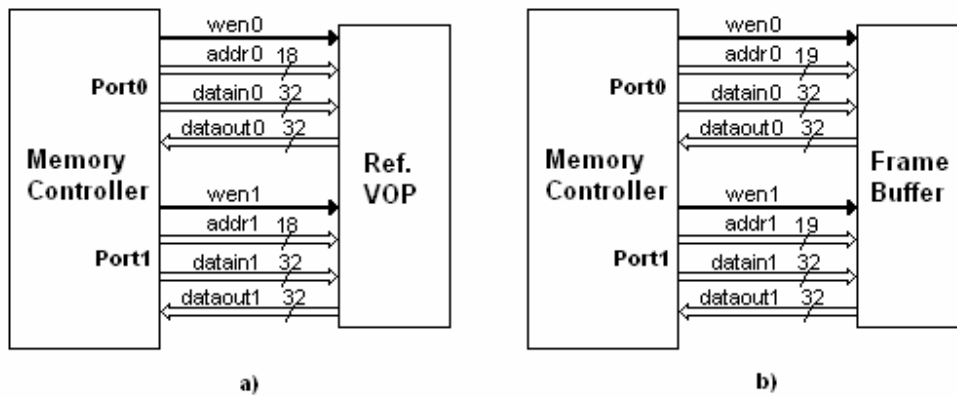 wen0
addr0 18
Port0
datain0 32
dataout0 32
Memory
Controller
Ref.
VOP
wen1
addr1 18
Port1
datain1 32
dataout1 32
a)
wen0
addr0 19
Port0
datain0 32
dataout0 32
Memory
Controller
Frame
Buffer
wen1
addr1 19
Port1
datain1 32
dataout1 32
b)